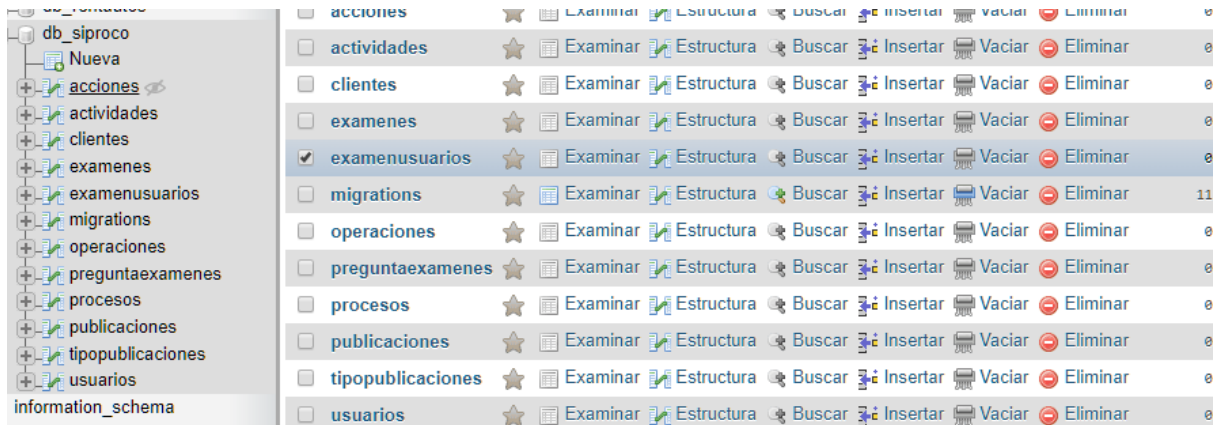 db_rentautos
db_siproco
Nueva
acciones
actividades
clientes
examenes
examenusuarios
migrations
operaciones
preguntaexamenes
procesos
publicaciones
tipopublicaciones
usuarios
information_schema
acciones Examinar Estructura Buscar Insertar Vaciar Eliminar 0
actividades Examinar Estructura Buscar Insertar Vaciar Eliminar 0
clientes Examinar Estructura Buscar Insertar Vaciar Eliminar 0
examenes Examinar Estructura Buscar Insertar Vaciar Eliminar 0
examenusuarios Examinar Estructura Buscar Insertar Vaciar Eliminar 0
migrations Examinar Estructura Buscar Insertar Vaciar Eliminar 11
operaciones Examinar Estructura Buscar Insertar Vaciar Eliminar 0
preguntaexamenes Examinar Estructura Buscar Insertar Vaciar Eliminar 0
procesos Examinar Estructura Buscar Insertar Vaciar Eliminar 0
publicaciones Examinar Estructura Buscar Insertar Vaciar Eliminar 0
tipopublicaciones Examinar Estructura Buscar Insertar Vaciar Eliminar 0
usuarios Examinar Estructura Buscar Insertar Vaciar Eliminar 0